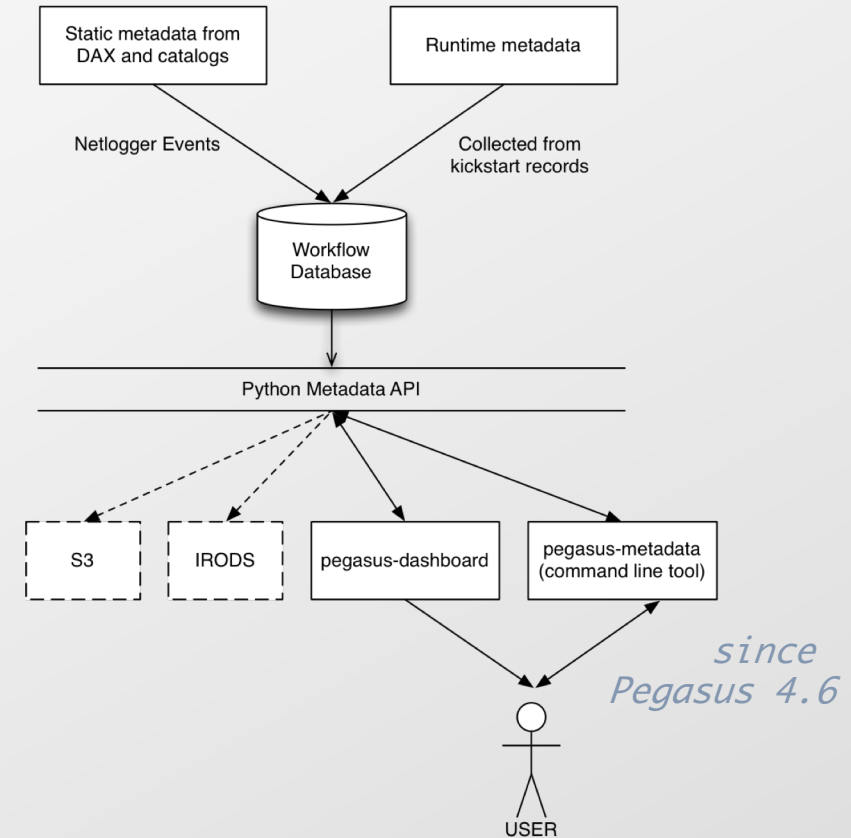 Static metadata from
DAX and catalogs
Runtime metadata
Netlogger Events
Collected from
kickstart records
Workflow
Database
Python Metadata API
S3
IRODS
pegasus-dashboard
pegasus-metadata
(command line tool)
since
Pegasus 4.6
USER